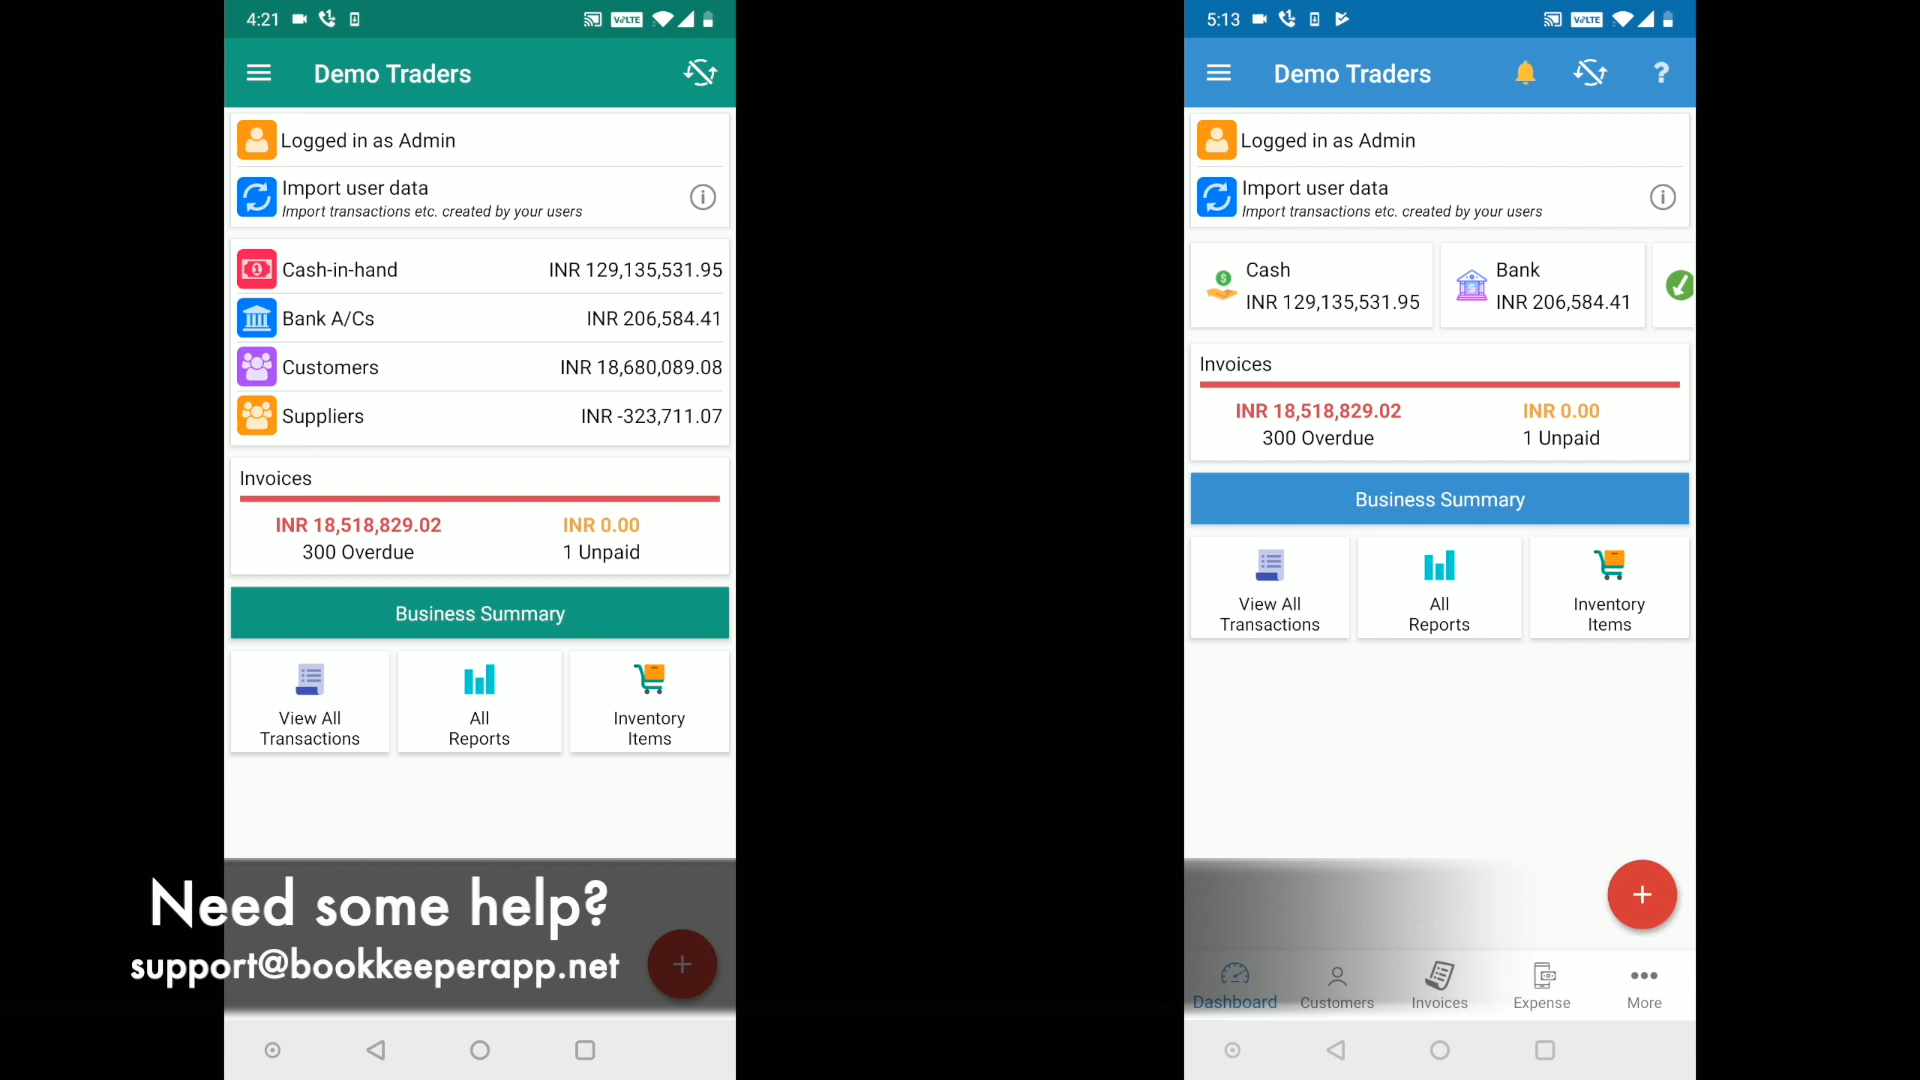 4:21
VoLTE
Demo Traders
Logged in as Admin
Import user data
Import transactions etc. created by your users
Cash-in-hand INR 129,135,531.95
Bank A/Cs INR 206,584.41
Customers INR 18,680,089.08
Suppliers INR -323,711.07
Invoices
INR 18,518,829.02 INR 0.00
300 Overdue 1 Unpaid
Business Summary
View All All Inventory
Transactions Reports Items
Need some help?
support@bookkeeperapp.net
5:13
VoLTE
Demo Traders ?
Logged in as Admin
Import user data
Import transactions etc. created by your users
Cash Bank
INR 129,135,531.95 INR 206,584.41
Invoices
INR 18,518,829.02 INR 0.00
300 Overdue 1 Unpaid
Business Summary
View All All Inventory
Transactions Reports Items
+
Dashboard Customers Invoices Expense More